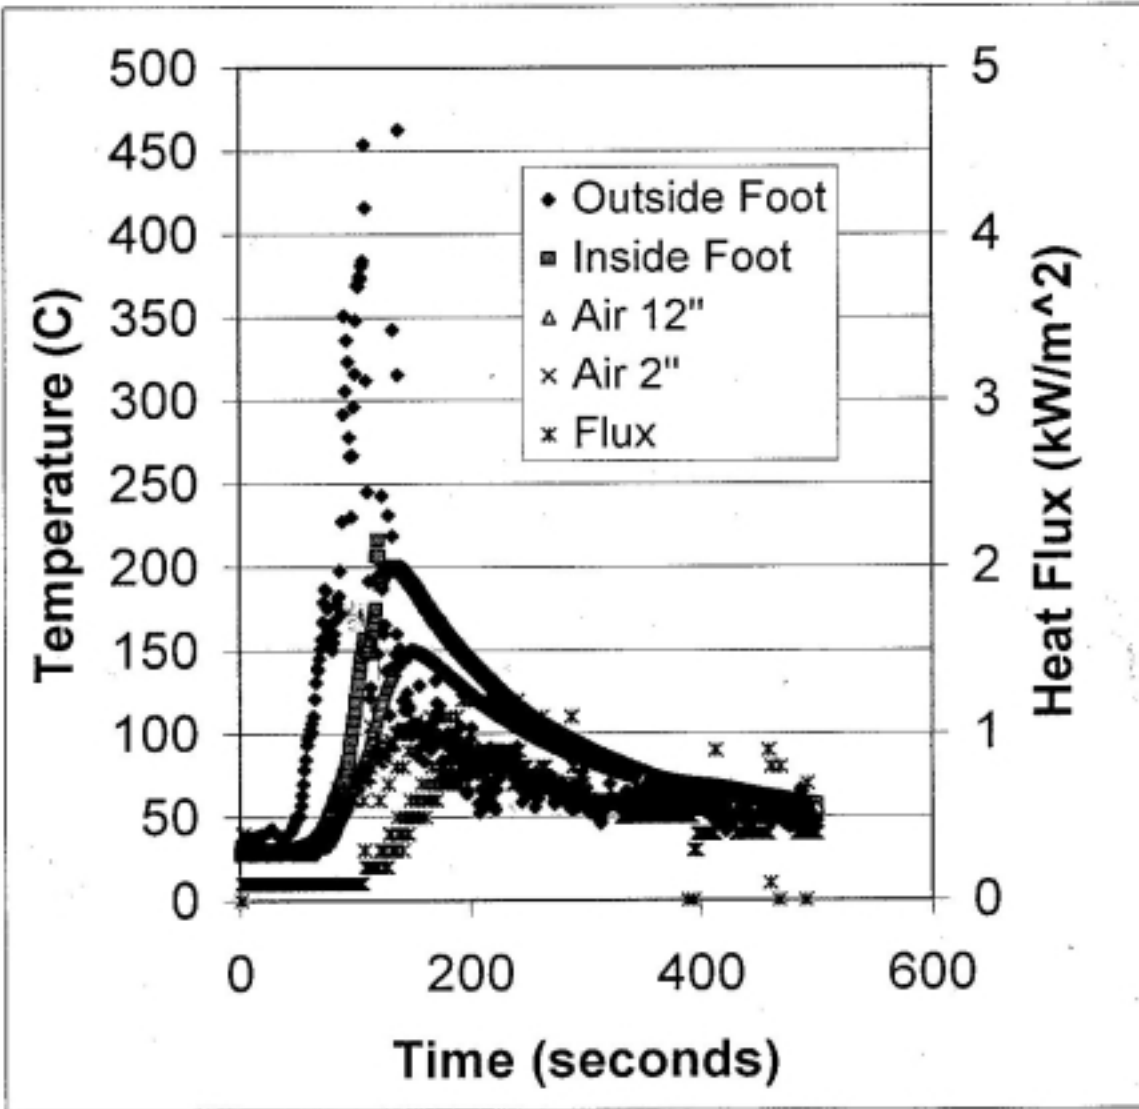 500
450
400
350
300
250
200
150
100
50
0
Temperature (C)
Outside Foot
Inside Foot
Air 12"
Air 2"
Flux
5
4
3
2
1
0
Heat Flux (kW/m^2)
0 200 400 600
Time (seconds)